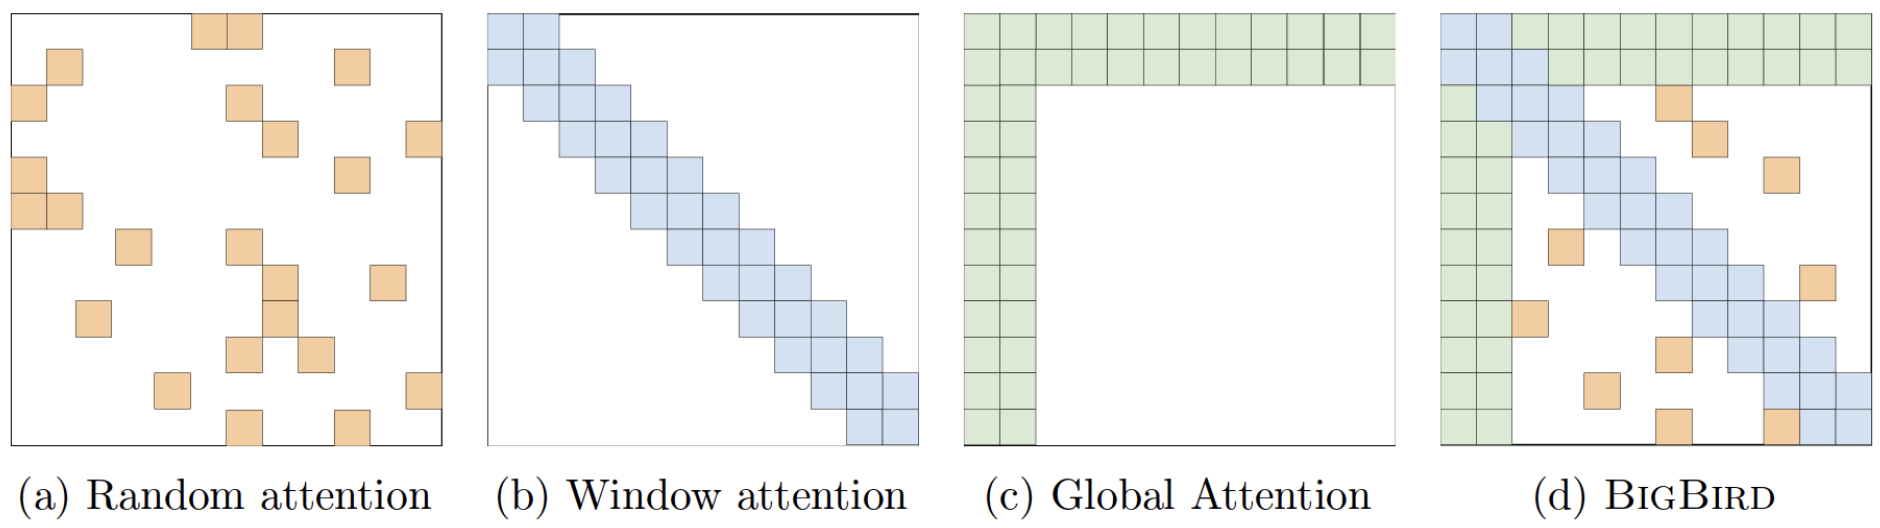 (a) Random attention
(b) Window attention
(c) Global Attention
(d) BIGBIRD